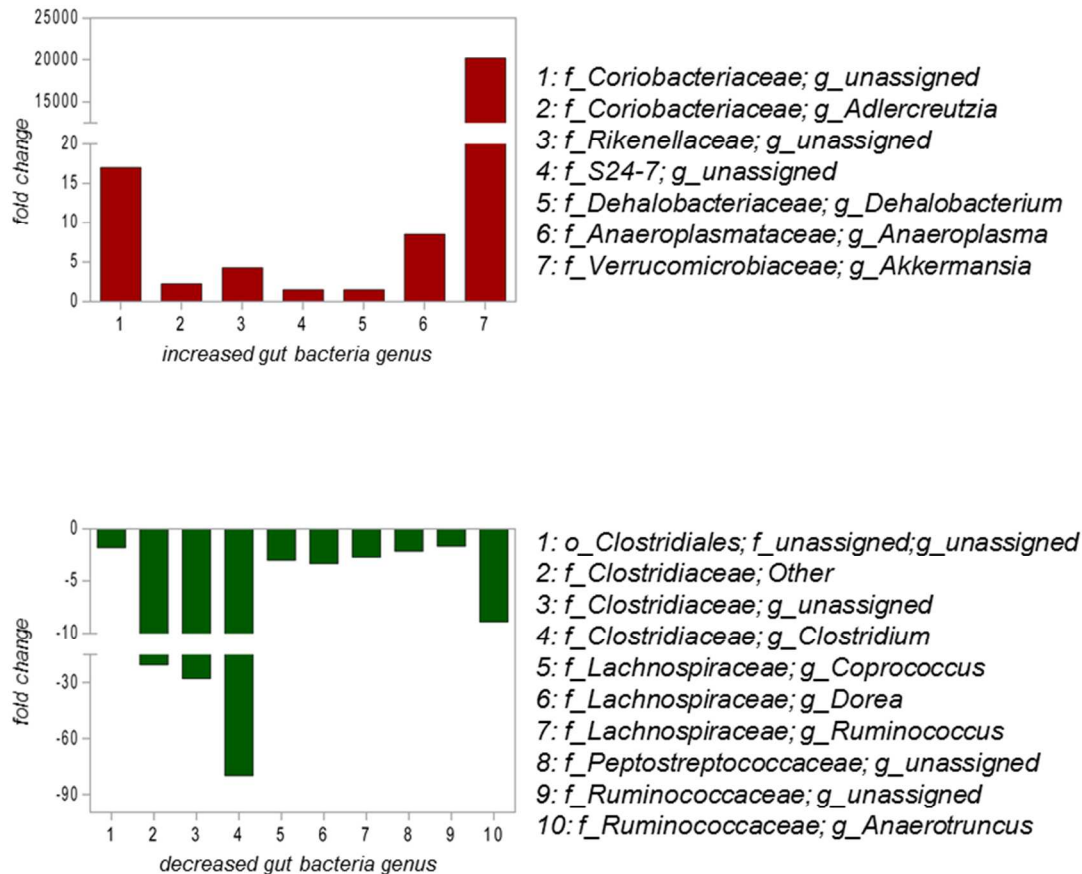 25000
20000
15000
20
15
10
5
0
fold change
1 2 3 4 5 6 7
increased gut bacteria genus
1: f_Coriobacteriaceae; g_unassigned
2: f_Coriobacteriaceae; g_Adlercreutzia
3: f_Rikenellaceae; g_unassigned
4: f_S24-7; g_unassigned
5: f_Dehalobacteriaceae; g_Dehalobacterium
6: f_Anaeroplasmataceae; g_Anaeroplasma
7: f_Verrucomicrobiaceae; g_Akkermansia
0
-5
-10
-30
-60
-90
fold change
1 2 3 4 5 6 7 8 9 10
decreased gut bacteria genus
1: o_Clostridiales; f_unassigned;g_unassigned
2: f_Clostridiaceae; Other
3: f_Clostridiaceae; g_unassigned
4: f_Clostridiaceae; g_Clostridium
5: f_Lachnospiraceae; g_Coprococcus
6: f_Lachnospiraceae; g_Dorea
7: f_Lachnospiraceae; g_Ruminococcus
8: f_Peptostreptococcaceae; g_unassigned
9: f_Ruminococcaceae; g_unassigned
10: f_Ruminococcaceae; g_Anaerotruncus